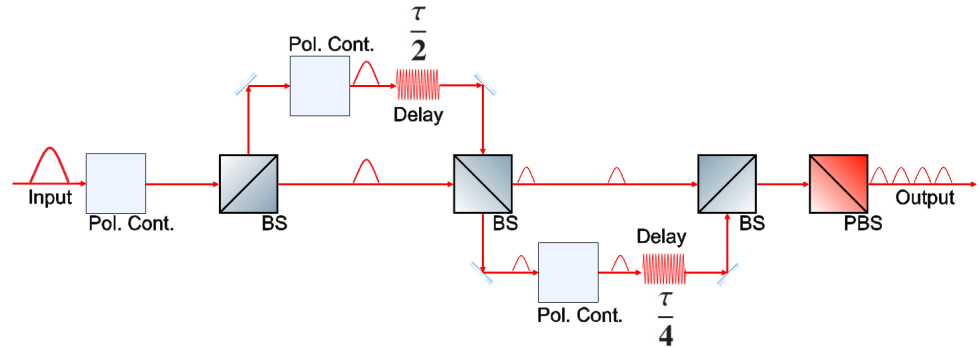 τ
2
Pol. Cont.
Delay
Input
Pol. Cont.
BS
BS
BS
PBS
Output
Delay
Pol. Cont.
τ
4